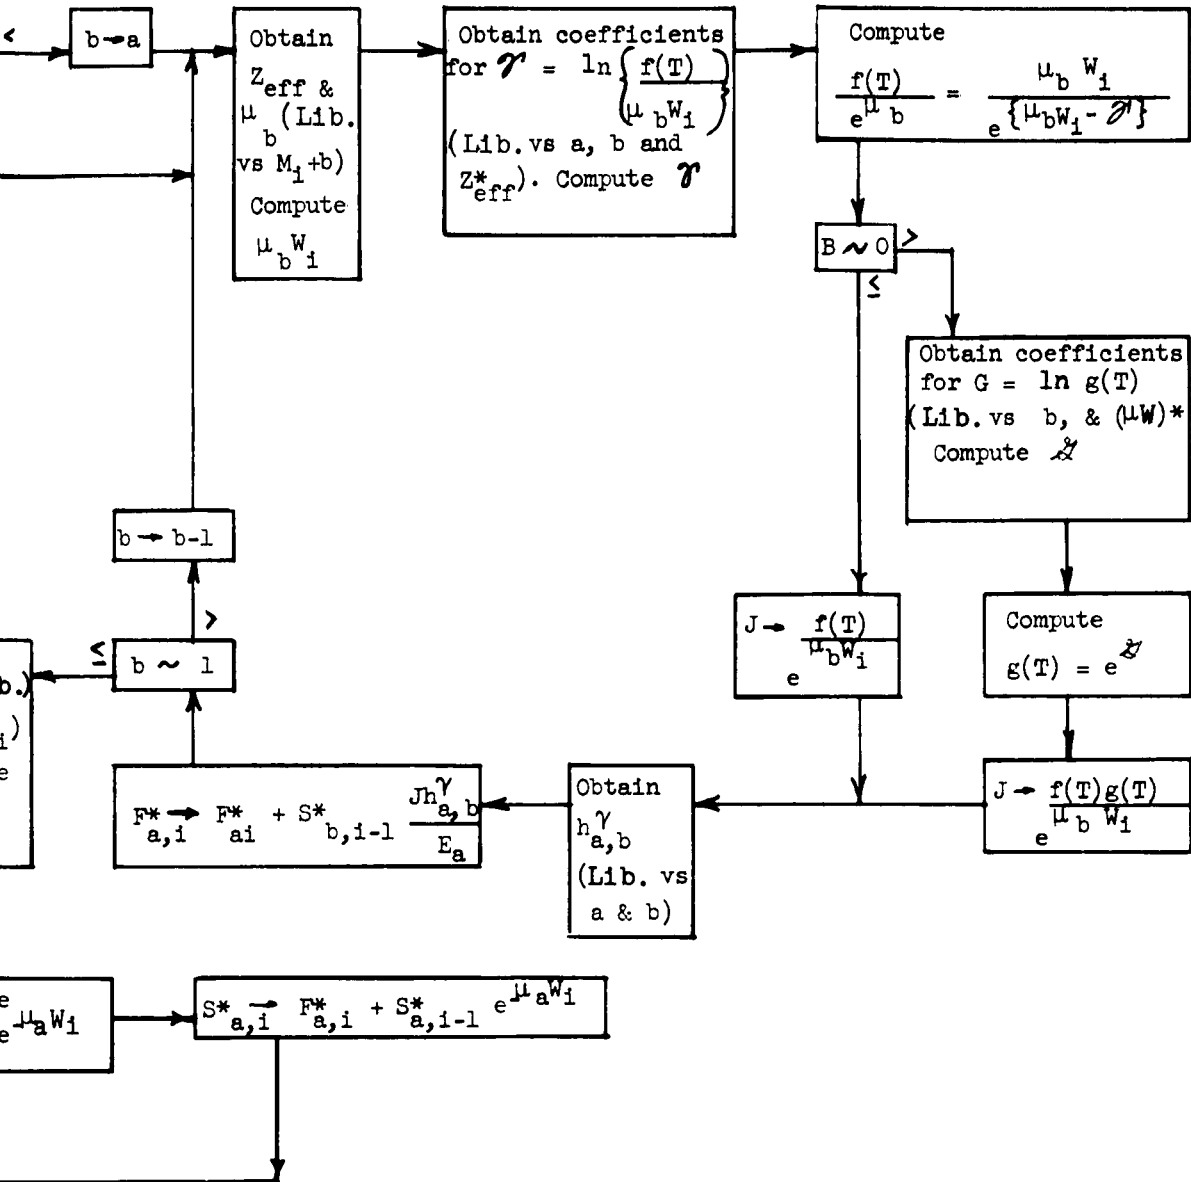 <
b→a
Obtain
Z_eff &
μ_b (Lib.
vs M_i+b)
Compute
μ_b W_i
Obtain coefficients
for 𝛾 = ln { f(T) / μ_b W_i }
(Lib. vs a, b and
Z*_eff). Compute 𝛾
Compute
f(T) / e^μ_b = μ_b W_i / e^{μ_b W_i - 𝛾}
B ~ 0
>
≤
Obtain coefficients
for G = ln g(T)
(Lib. vs b, & (μW)*
Compute 𝒢
b → b-1
>
≤
b ~ 1
J → f(T) / e^μ_b W_i
Compute
g(T) = e^𝒢
b.)
i)
e
F*_a,i → F*_ai + S*_b,i-1 Jh^γ_a,b / E_a
Obtain
h^γ_a,b
(Lib. vs
a & b)
J → f(T)g(T) / e^μ_b W_i
e
e^-μ_a W_i
S*_a,i → F*_a,i + S*_a,i-1 e^-μ_a W_i